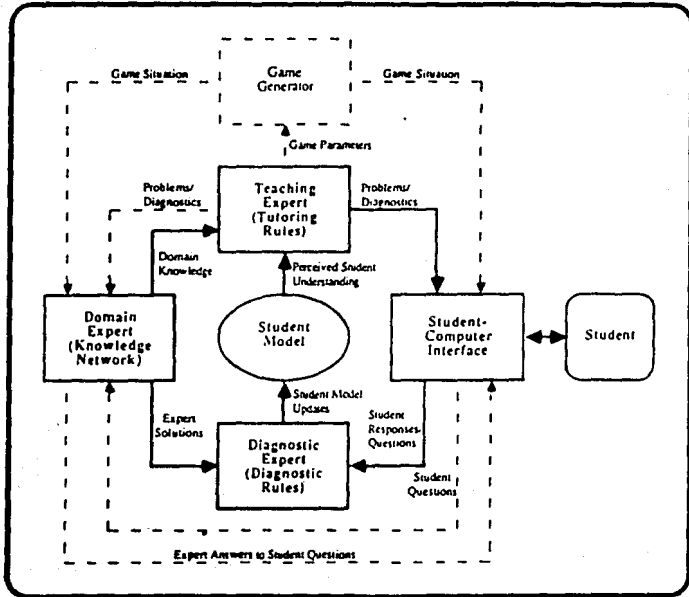 Game Situation
Game
Generator
Game Situation
Game Parameters
Problems/
Diagnostics
Teaching
Expert
(Tutoring
Rules)
Problems/
Diagnostics
Domain
Knowledge
Perceived Student
Understanding
Domain
Expert
(Knowledge
Network)
Student
Model
Student-
Computer
Interface
Student
Expert
Solutions
Student Model
Updates
Student
Responses-
Questions
Diagnostic
Expert
(Diagnostic
Rules)
Student
Questions
Expert Answers to Student Questions